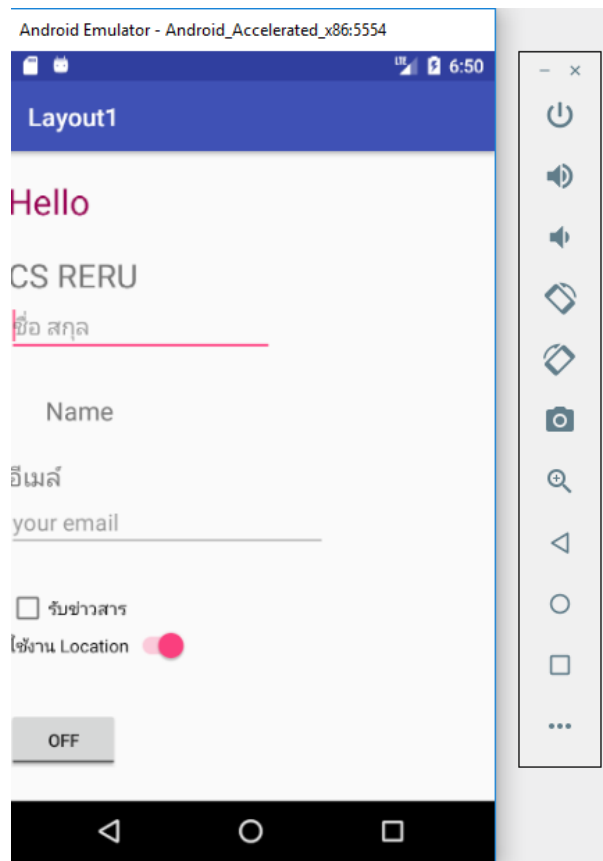 Android Emulator - Android_Accelerated_x86:5554
LTE 6:50
Layout1
Hello
CS RERU
ชื่อ สกุล
Name
อีเมล์
your email
รับข่าวสาร
ใช้งาน Location
OFF